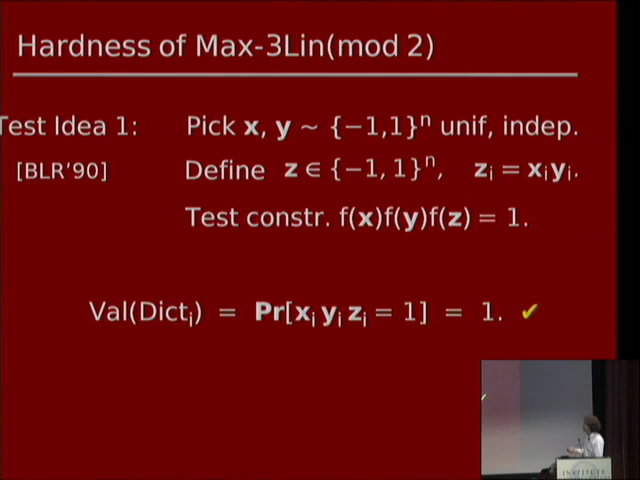 Hardness of Max-3Lin(mod 2)
Test Idea 1: Pick x, y ~ {−1,1}ⁿ unif, indep.
[BLR'90] Define z ∈ {−1, 1}ⁿ, zᵢ = xᵢyᵢ.
Test constr. f(x)f(y)f(z) = 1.
Val(Dictᵢ) = Pr[xᵢ yᵢ zᵢ = 1] = 1. ✔
INSTITUTE